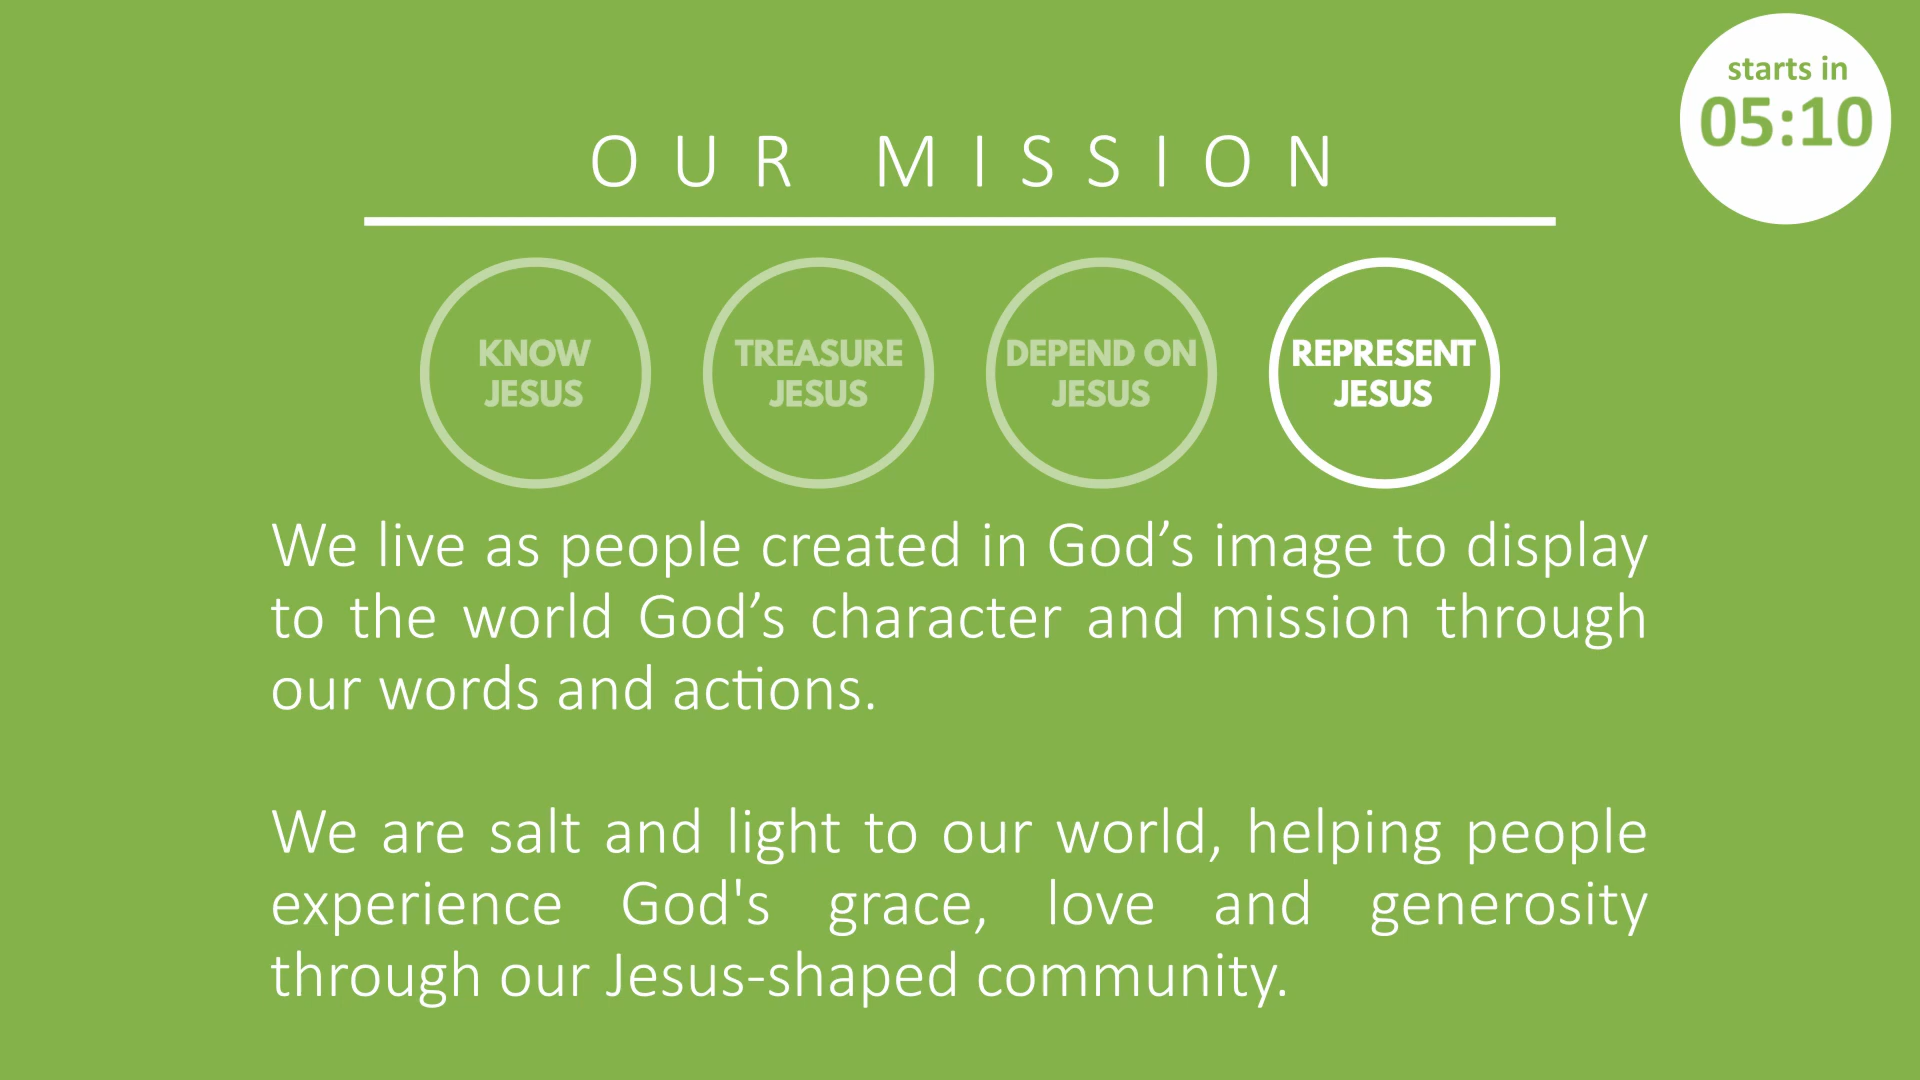 starts in
05:10
OUR MISSION
KNOW
JESUS
TREASURE
JESUS
DEPEND ON
JESUS
REPRESENT
JESUS
We live as people created in God’s image to display
to the world God’s character and mission through
our words and actions.
We are salt and light to our world, helping people
experience God's grace, love and generosity
through our Jesus-shaped community.